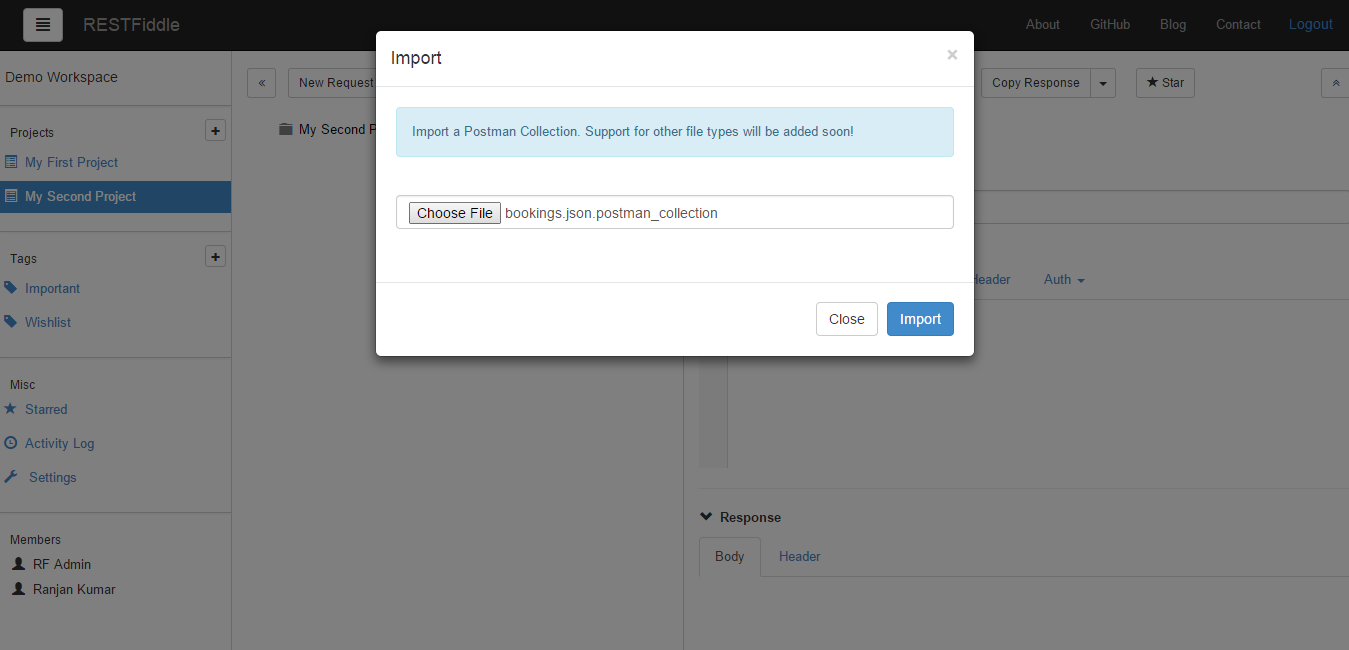 RESTFiddle
About GitHub Blog Contact Logout
Demo Workspace
Projects
My First Project
My Second Project
Tags
Important
Wishlist
Misc
Starred
Activity Log
Settings
Members
RF Admin
Ranjan Kumar
« New Request
My Second P
Import ×
Import a Postman Collection. Support for other file types will be added soon!
Choose File bookings.json.postman_collection
Close Import
Copy Response Star
Header Auth
Response
Body Header